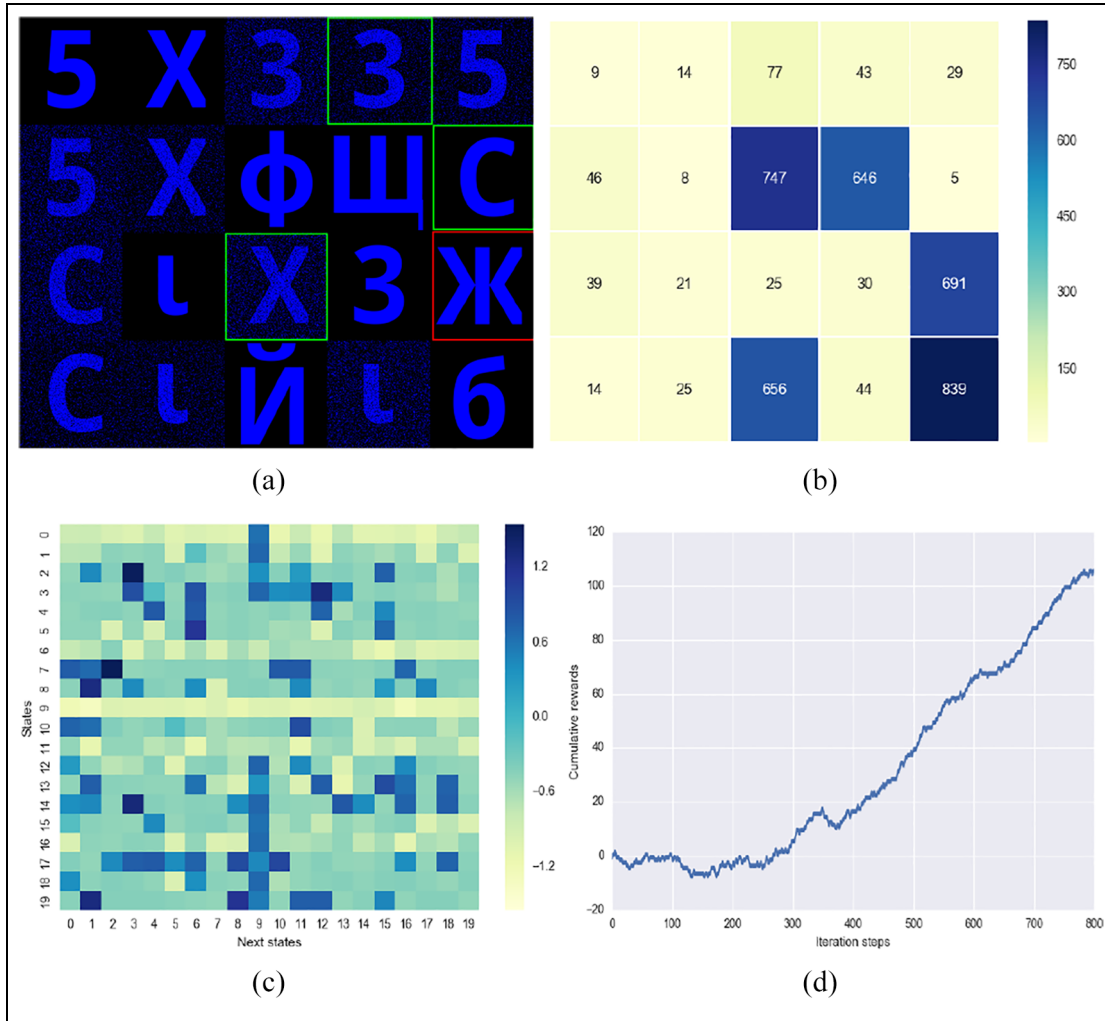 5 X 3 3 5
5 X ф Щ C
C ι X 3 Ж
C ι Й ι б
9 14 77 43 29
46 8 747 646 5
39 21 25 30 691
14 25 656 44 839
750
600
450
300
150
(a)
(b)
0
1
2
3
4
5
6
7
8
9
10
11
12
13
14
15
16
17
18
19
States
0 1 2 3 4 5 6 7 8 9 10 11 12 13 14 15 16 17 18 19
Next states
1.2
0.6
0.0
−0.6
−1.2
120
100
80
60
40
20
0
−20
Cumulative rewards
0 100 200 300 400 500 600 700 800
Iteration steps
(c)
(d)